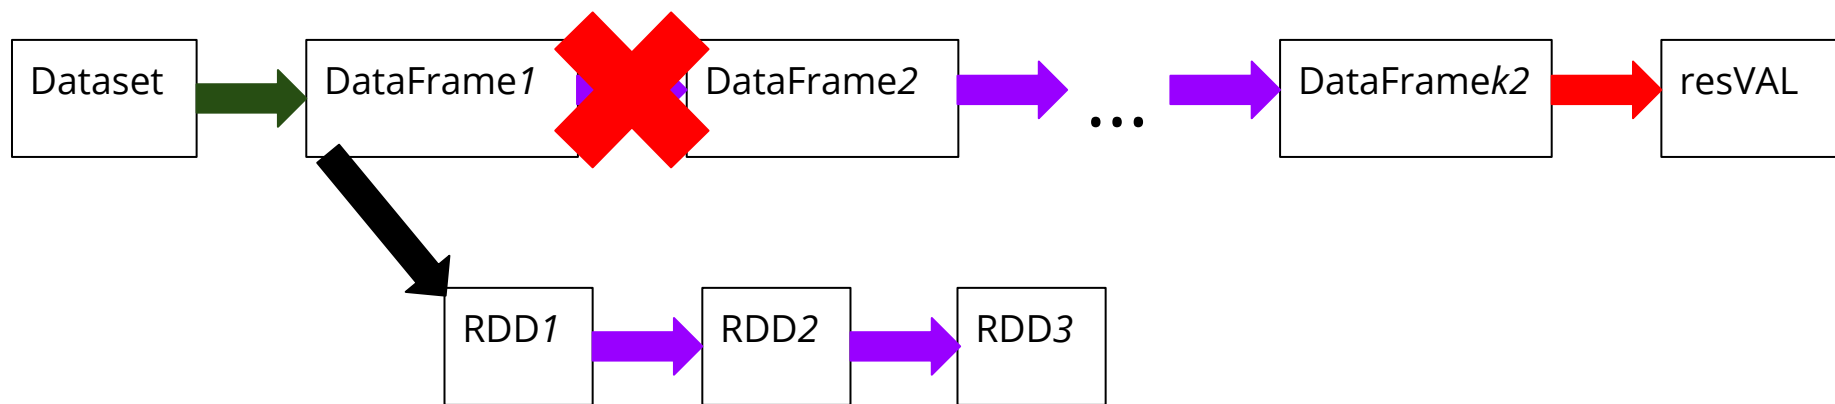 Dataset
DataFrame1
DataFrame2
...
DataFramek2
resVAL
RDD1
RDD2
RDD3